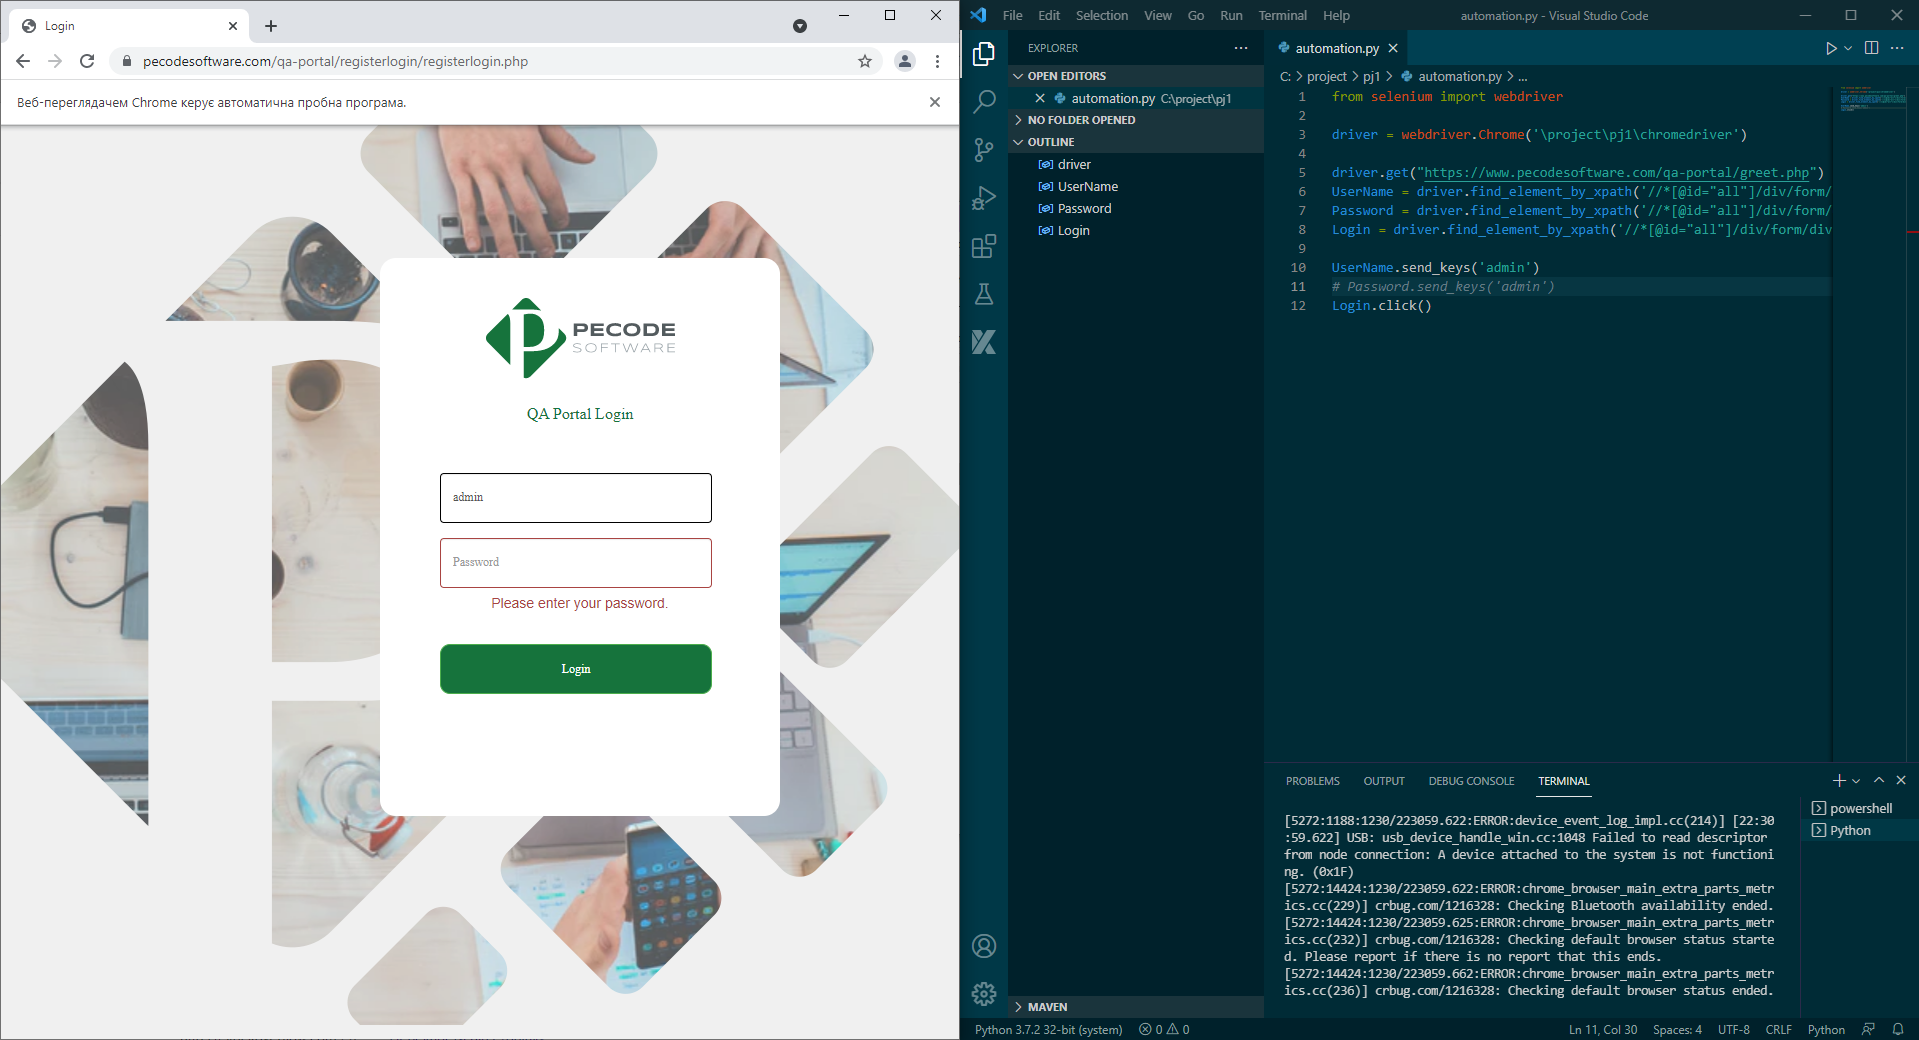 Login
pecodesoftware.com/qa-portal/registerlogin/registerlogin.php
Веб-переглядачем Chrome керує автоматична пробна програма.
PECODE
SOFTWARE
QA Portal Login
admin
Password
Please enter your password.
Login
File Edit Selection View Go Run Terminal Help
automation.py - Visual Studio Code
EXPLORER
OPEN EDITORS
automation.py C:\project\pj1
NO FOLDER OPENED
OUTLINE
driver
UserName
Password
Login
MAVEN
automation.py
C: > project > pj1 > automation.py > ...
1 from selenium import webdriver
2
3 driver = webdriver.Chrome('\project\pj1\chromedriver')
4
5 driver.get("https://www.pecodesoftware.com/qa-portal/greet.php")
6 UserName = driver.find_element_by_xpath('//*[@id="all"]/div/form/
7 Password = driver.find_element_by_xpath('//*[@id="all"]/div/form/
8 Login = driver.find_element_by_xpath('//*[@id="all"]/div/form/div
9
10 UserName.send_keys('admin')
11 # Password.send_keys('admin')
12 Login.click()
PROBLEMS OUTPUT DEBUG CONSOLE TERMINAL
[5272:1188:1230/223059.622:ERROR:device_event_log_impl.cc(214)] [22:30
:59.622] USB: usb_device_handle_win.cc:1048 Failed to read descriptor
from node connection: A device attached to the system is not functioni
ng. (0x1F)
[5272:14424:1230/223059.622:ERROR:chrome_browser_main_extra_parts_metr
ics.cc(229)] crbug.com/1216328: Checking Bluetooth availability ended.
[5272:14424:1230/223059.625:ERROR:chrome_browser_main_extra_parts_metr
ics.cc(232)] crbug.com/1216328: Checking default browser status starte
d. Please report if there is no report that this ends.
[5272:14424:1230/223059.662:ERROR:chrome_browser_main_extra_parts_metr
ics.cc(236)] crbug.com/1216328: Checking default browser status ended.
powershell
Python
Python 3.7.2 32-bit (system) 0 0
Ln 11, Col 30 Spaces: 4 UTF-8 CRLF Python